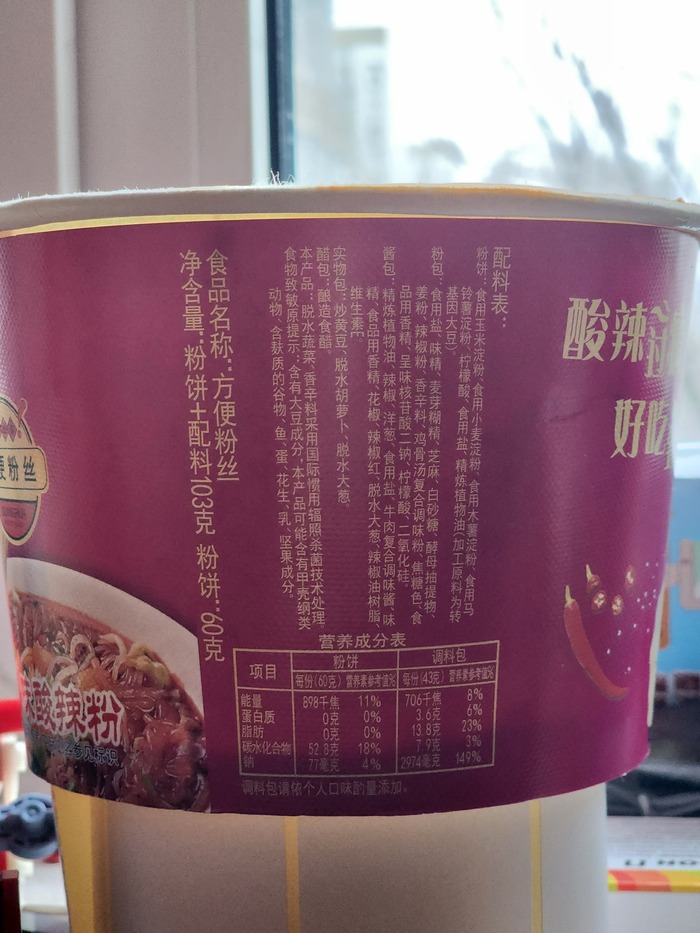 配料表：
粉饼：食用玉米淀粉、食用小麦淀粉、食用木薯淀粉、食用马
铃薯淀粉、柠檬酸、食用盐、精炼植物油(加工原料为转
基因大豆)。
粉包：食用盐、味精、麦芽糊精、芝麻、白砂糖、酵母抽提物、
姜粉、辣椒粉、香辛料、鸡骨汤复合调味粉、焦糖色、食
品用香精、呈味核苷酸二钠、柠檬酸、二氧化硅。
酱包：精炼植物油、辣椒、洋葱、食用盐、牛肉复合调味酱、味
精、食品用香精、花椒、辣椒红、脱水大葱、辣椒油树脂、
维生素E。
实物包：炒黄豆、脱水胡萝卜、脱水大葱。
醋包：酿造食醋。
本产品：脱水蔬菜、香辛料采用国际惯用辐照杀菌技术处理。
食物致敏原提示：含有大豆成分，本产品可能含有甲壳纲类
动物、含麸质的谷物、鱼、蛋、花生、乳、坚果成分。
食品名称：方便粉丝
净含量：粉饼+配料103克 粉饼：60克
营养成分表
项目 粉饼 调料包
每份(60克) 营养素参考值% 每份(43克) 营养素参考值%
能量 898千焦 11% 706千焦 8%
蛋白质 0克 0% 3.6克 6%
脂肪 0克 0% 13.8克 23%
碳水化合物 52.8克 18% 7.9克 3%
钠 77毫克 4% 2974毫克 149%
调料包请依个人口味酌量添加。
酸辣
好吃
便粉丝
酸辣粉
参见标识